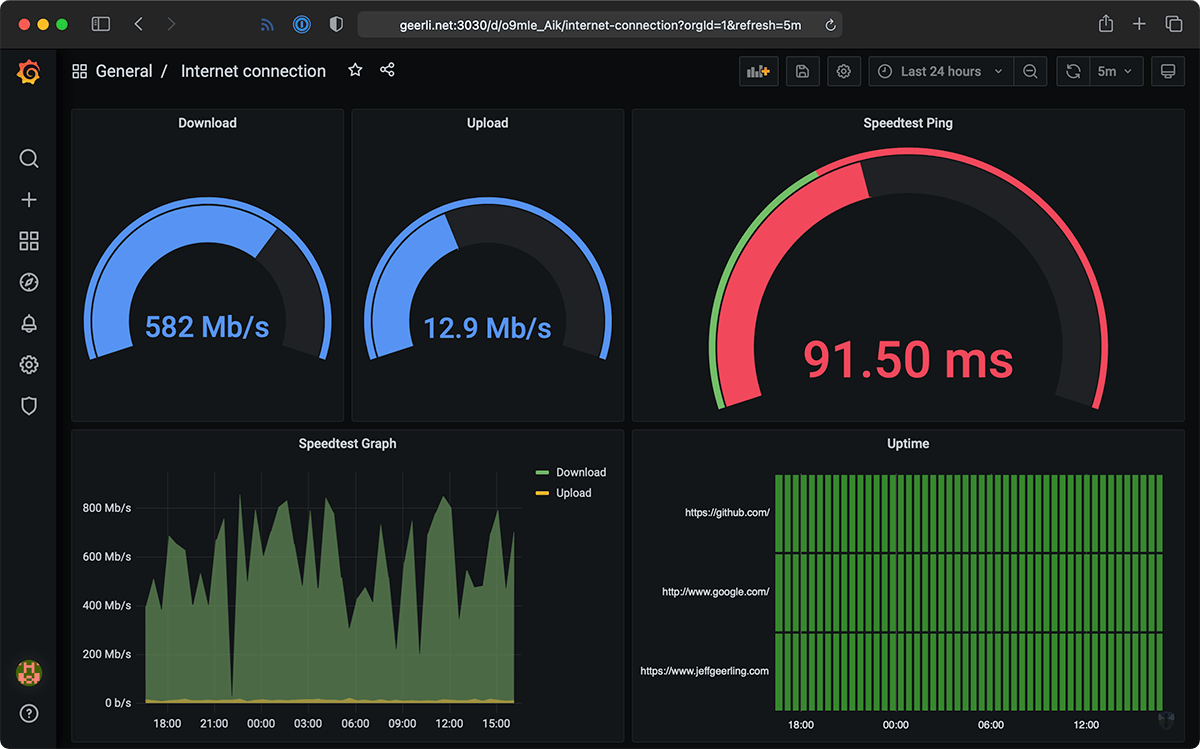 geerli.net:3030/d/o9mle_Aik/internet-connection?orgId=1&refresh=5m
General / Internet connection
Last 24 hours
5m
Download
582 Mb/s
Upload
12.9 Mb/s
Speedtest Ping
91.50 ms
Speedtest Graph
Download
Upload
800 Mb/s
600 Mb/s
400 Mb/s
200 Mb/s
0 b/s
18:00 21:00 00:00 03:00 06:00 09:00 12:00 15:00
Uptime
https://github.com/
http://www.google.com/
https://www.jeffgeerling.com
18:00 00:00 06:00 12:00